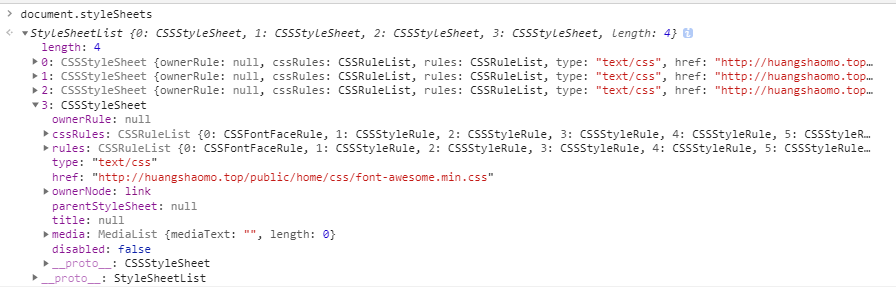 document.styleSheets
StyleSheetList {0: CSSStyleSheet, 1: CSSStyleSheet, 2: CSSStyleSheet, 3: CSSStyleSheet, length: 4} i
length: 4
0: CSSStyleSheet {ownerRule: null, cssRules: CSSRuleList, rules: CSSRuleList, type: "text/css", href: "http://huangshaomo.top…
1: CSSStyleSheet {ownerRule: null, cssRules: CSSRuleList, rules: CSSRuleList, type: "text/css", href: "http://huangshaomo.top…
2: CSSStyleSheet {ownerRule: null, cssRules: CSSRuleList, rules: CSSRuleList, type: "text/css", href: "http://huangshaomo.top…
3: CSSStyleSheet
ownerRule: null
cssRules: CSSRuleList {0: CSSFontFaceRule, 1: CSSStyleRule, 2: CSSStyleRule, 3: CSSStyleRule, 4: CSSStyleRule, 5: CSSStyleR…
rules: CSSRuleList {0: CSSFontFaceRule, 1: CSSStyleRule, 2: CSSStyleRule, 3: CSSStyleRule, 4: CSSStyleRule, 5: CSSStyleRule…
type: "text/css"
href: "http://huangshaomo.top/public/home/css/font-awesome.min.css"
ownerNode: link
parentStyleSheet: null
title: null
media: MediaList {mediaText: "", length: 0}
disabled: false
__proto__: CSSStyleSheet
__proto__: StyleSheetList